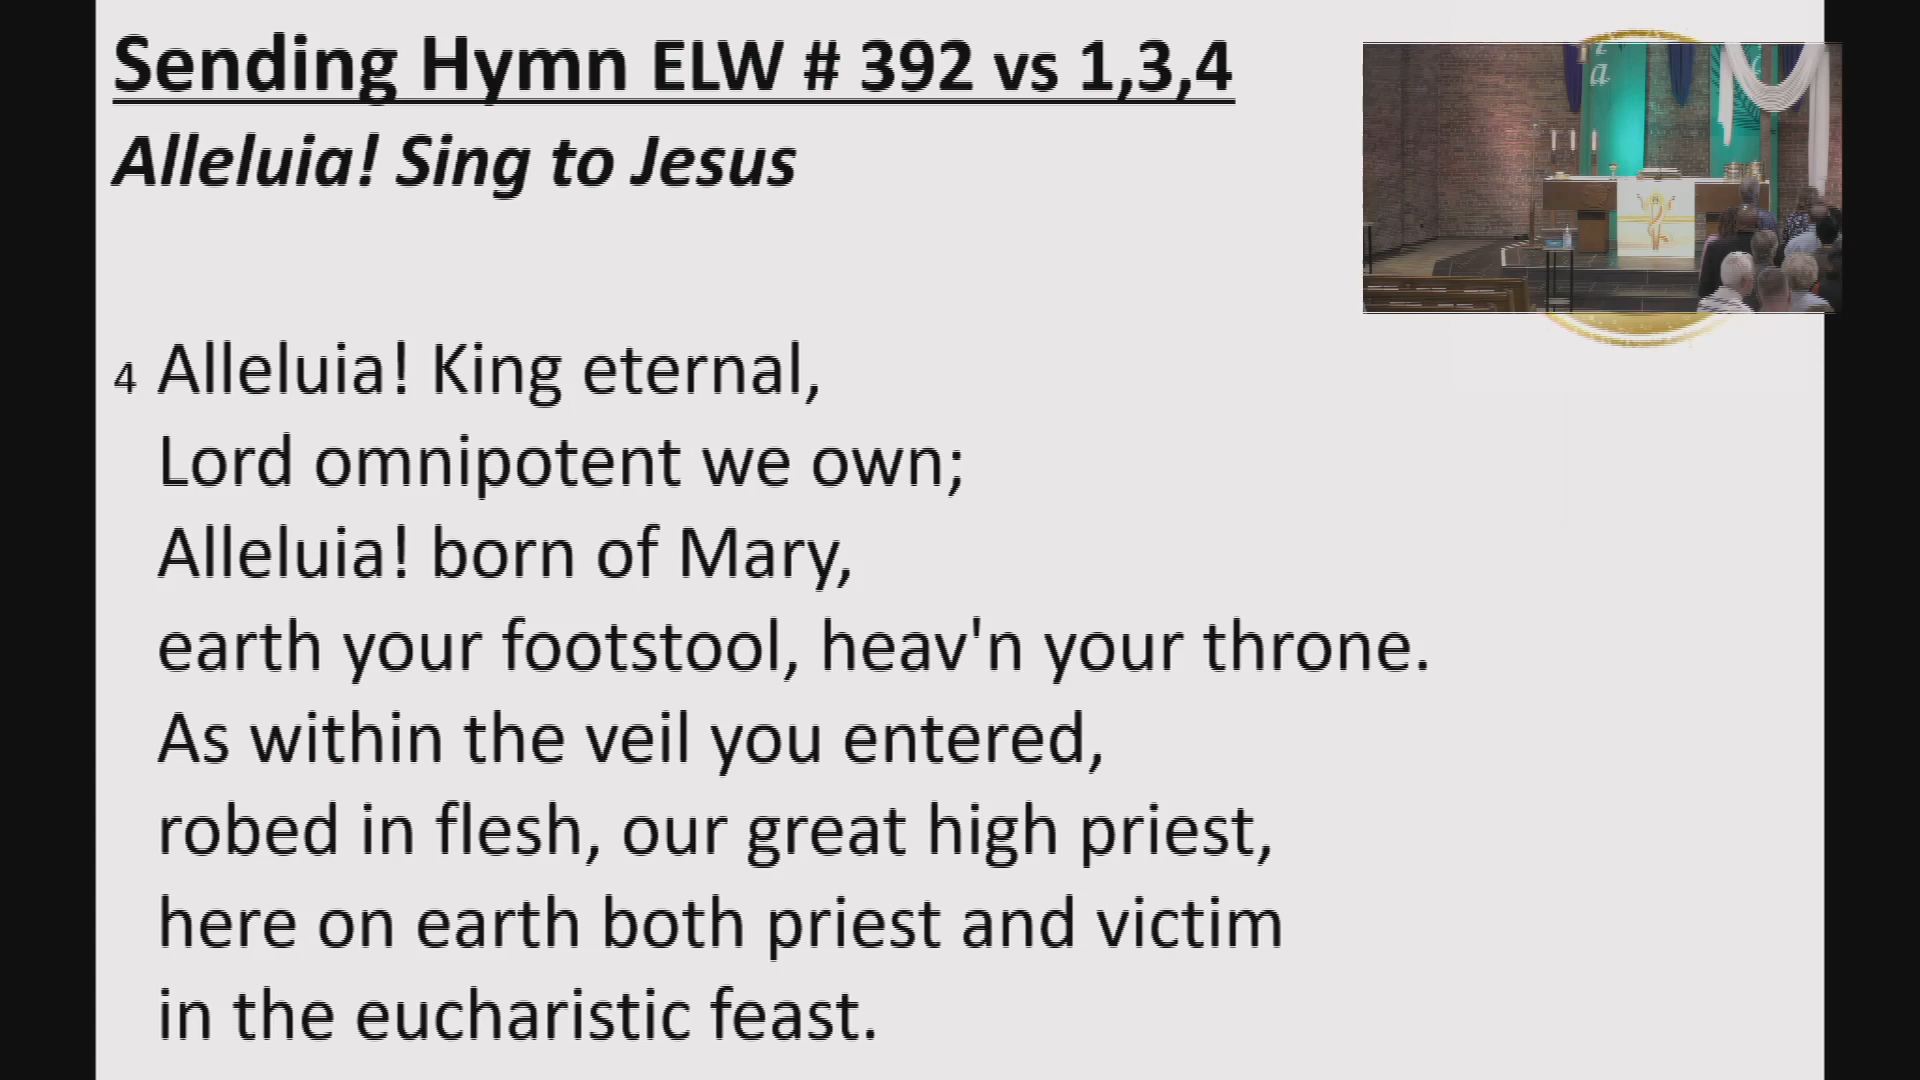 Sending Hymn ELW # 392 vs 1,3,4
Alleluia! Sing to Jesus
4 Alleluia! King eternal,
Lord omnipotent we own;
Alleluia! born of Mary,
earth your footstool, heav'n your throne.
As within the veil you entered,
robed in flesh, our great high priest,
here on earth both priest and victim
in the eucharistic feast.